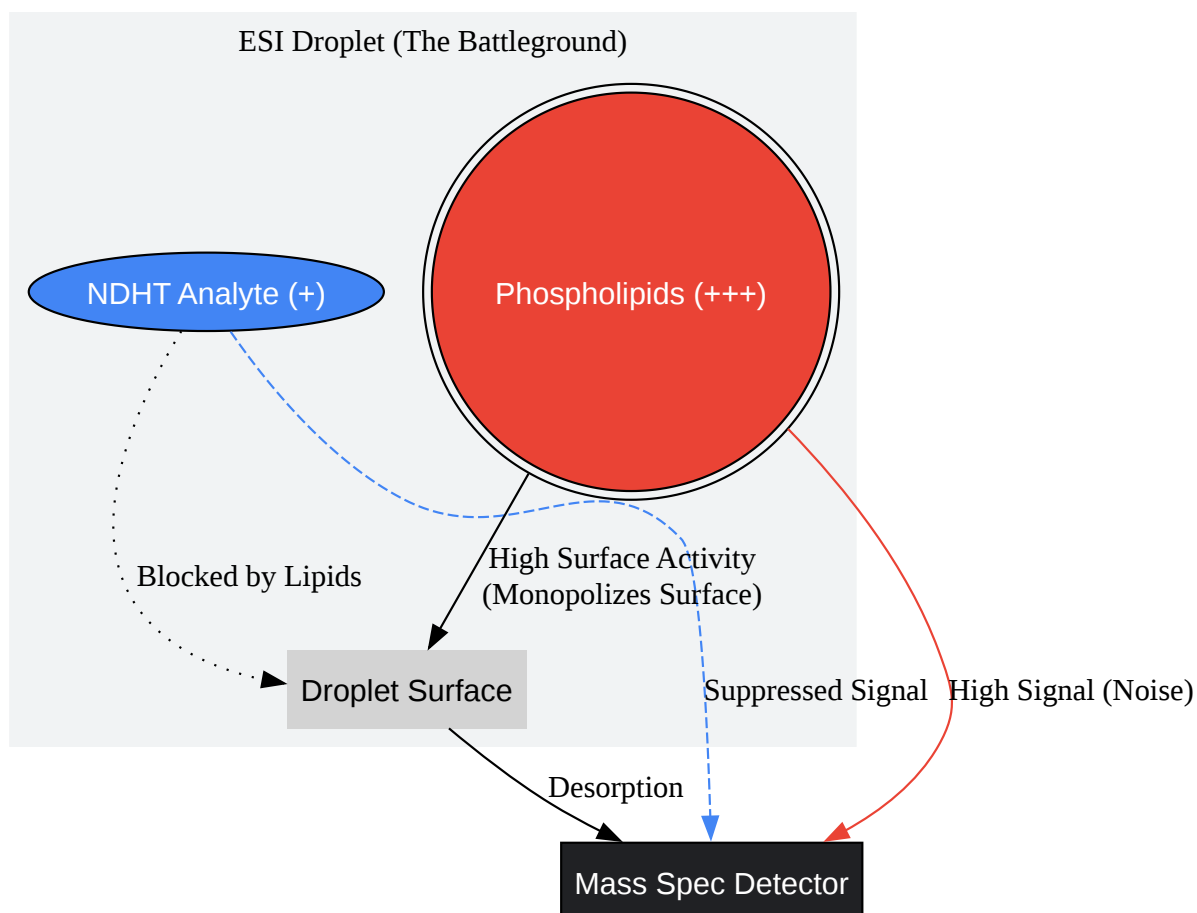 ESI Droplet (The Battleground)
NDHT Analyte (+)
Phospholipids (+++)
High Surface Activity
(Monopolizes Surface)
Blocked by Lipids
Droplet Surface
Suppressed Signal
High Signal (Noise)
Desorption
Mass Spec Detector